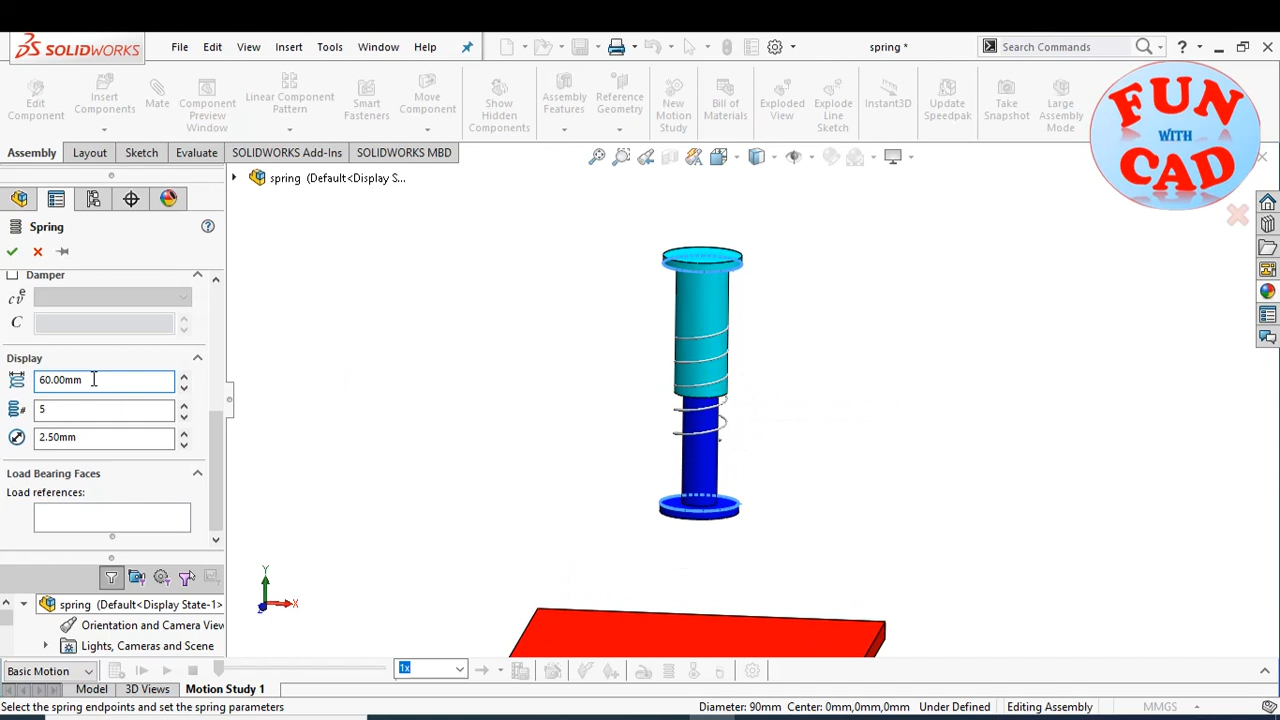 SOLIDWORKS
File Edit View Insert Tools Window Help
spring *
Search Commands
Edit Component
Insert Components
Mate
Component Preview Window
Linear Component Pattern
Smart Fasteners
Move Component
Show Hidden Components
Assembly Features
Reference Geometry
New Motion Study
Bill of Materials
Exploded View
Explode Line Sketch
Instant3D
Update Speedpak
Take Snapshot
Large Assembly Mode
FUN
WITH
CAD
Assembly Layout Sketch Evaluate SOLIDWORKS Add-Ins SOLIDWORKS MBD
spring (Default<Display S...
Spring
Damper
cv e
C
Display
60.00mm
5
2.50mm
Load Bearing Faces
Load references:
Y
X
Z
spring (Default<Display State-1>
Orientation and Camera View
Lights, Cameras and Scene
Basic Motion
1x
Model 3D Views Motion Study 1
Select the spring endpoints and set the spring parameters
Diameter: 90mm Center: 0mm,0mm,0mm Under Defined Editing Assembly MMGS